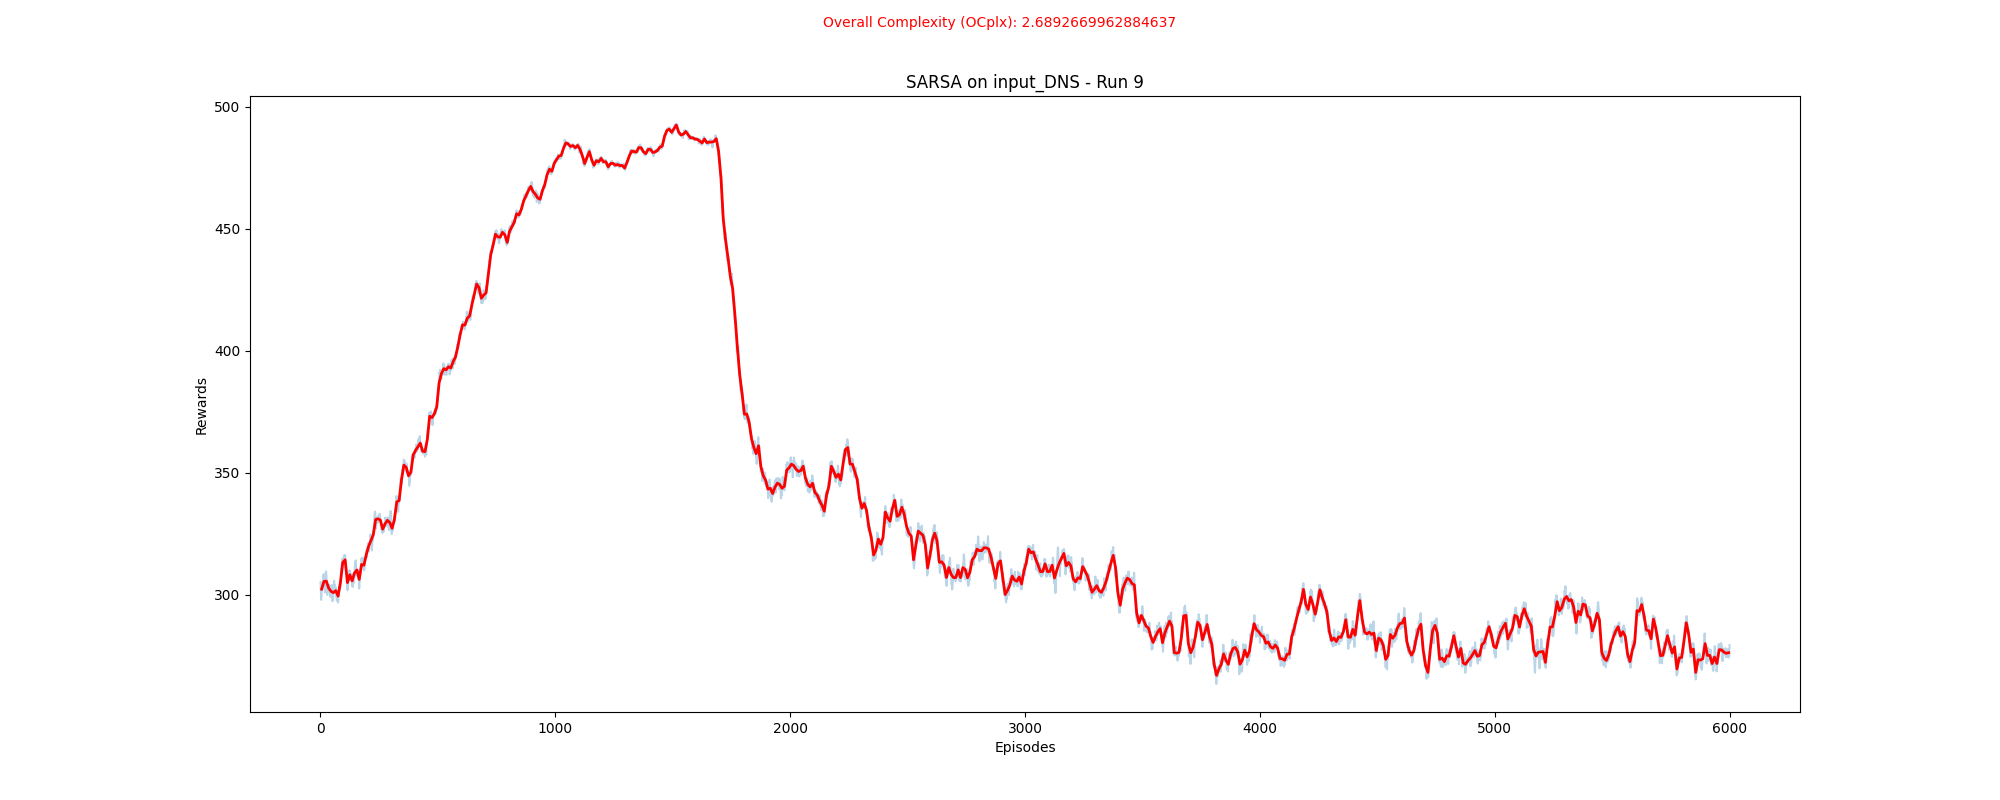 Overall Complexity (OCplx): 2.6892669962884637
SARSA on input_DNS - Run 9
500
450
400
350
300
Rewards
0 1000 2000 3000 4000 5000 6000
Episodes